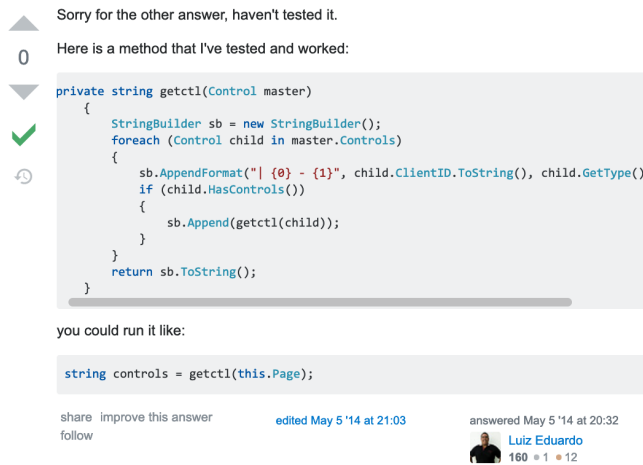 Sorry for the other answer, haven't tested it.
0
Here is a method that I've tested and worked:
private string getctl(Control master)
{
StringBuilder sb = new StringBuilder();
foreach (Control child in master.Controls)
{
sb.AppendFormat("| {0} - {1}", child.ClientID.ToString(), child.GetType()
if (child.HasControls())
{
sb.Append(getctl(child));
}
}
return sb.ToString();
}
you could run it like:
string controls = getctl(this.Page);
share improve this answer
follow
edited May 5 '14 at 21:03
answered May 5 '14 at 20:32
Luiz Eduardo
160 1 12